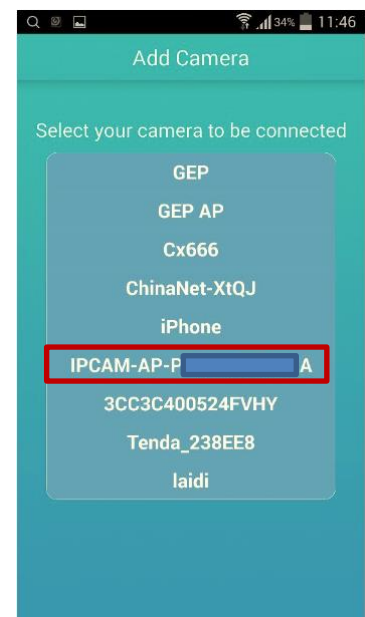 34% 11:46
Add Camera
Select your camera to be connected
GEP
GEP AP
Cx666
ChinaNet-XtQJ
iPhone
IPCAM-AP-P A
3CC3C400524FVHY
Tenda_238EE8
laidi